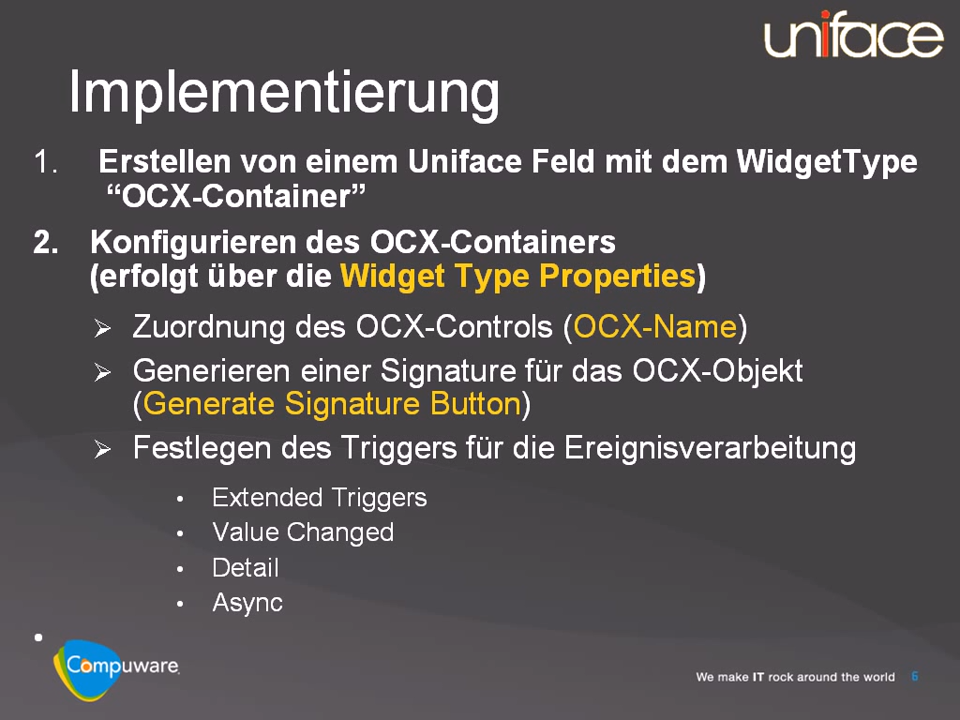 uniface
Implementierung
1. Erstellen von einem Uniface Feld mit dem WidgetType
“OCX-Container”
2. Konfigurieren des OCX-Containers
(erfolgt über die Widget Type Properties)
➢ Zuordnung des OCX-Controls (OCX-Name)
➢ Generieren einer Signature für das OCX-Objekt
(Generate Signature Button)
➢ Festlegen des Triggers für die Ereignisverarbeitung
• Extended Triggers
• Value Changed
• Detail
• Async
•
Compuware.
We make IT rock around the world 6